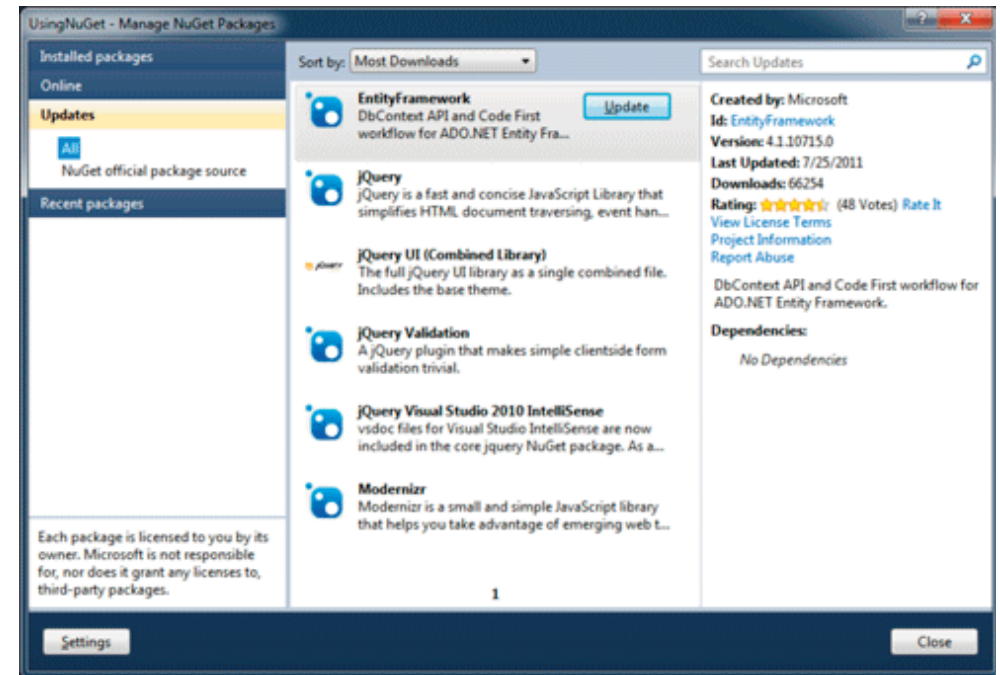 UsingNuGet - Manage NuGet Packages
Installed packages
Online
Updates
All
NuGet official package source
Recent packages
Each package is licensed to you by its
owner. Microsoft is not responsible
for, nor does it grant any licenses to,
third-party packages.
Settings
Sort by: Most Downloads
EntityFramework
DbContext API and Code First
workflow for ADO.NET Entity Fra...
Update
jQuery
jQuery is a fast and concise JavaScript Library that
simplifies HTML document traversing, event han...
jQuery
jQuery UI (Combined Library)
The full jQuery UI library as a single combined file.
Includes the base theme.
jQuery Validation
A jQuery plugin that makes simple clientside form
validation trivial.
jQuery Visual Studio 2010 IntelliSense
vsdoc files for Visual Studio IntelliSense are now
included in the core jquery NuGet package. As a...
Modernizr
Modernizr is a small and simple JavaScript library
that helps you take advantage of emerging web t...
1
Search Updates
Created by: Microsoft
Id: EntityFramework
Version: 4.1.10715.0
Last Updated: 7/25/2011
Downloads: 66254
Rating: (48 Votes) Rate It
View License Terms
Project Information
Report Abuse
DbContext API and Code First workflow for
ADO.NET Entity Framework.
Dependencies:
No Dependencies
Close